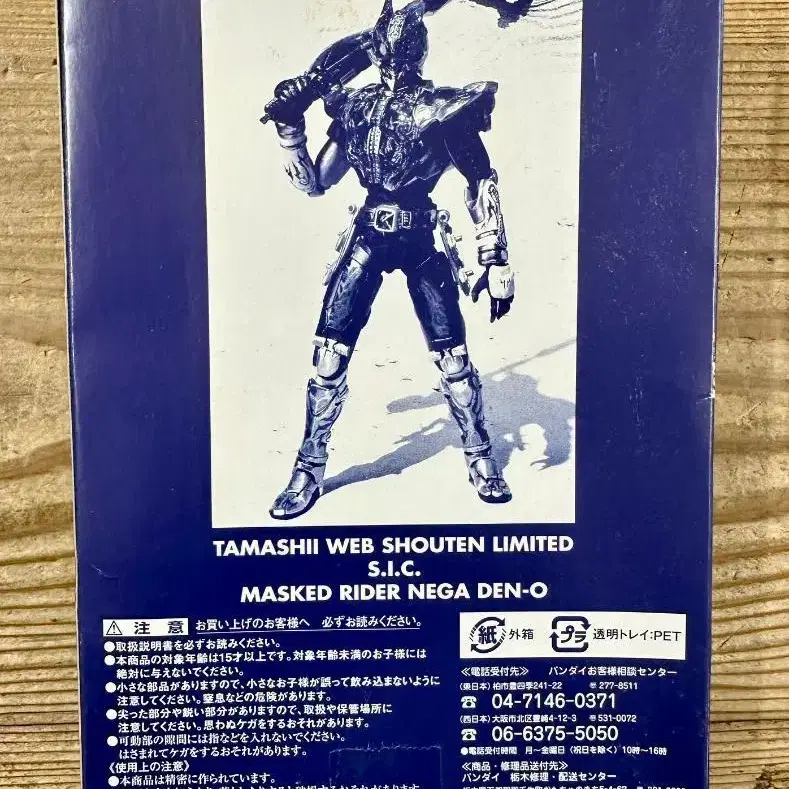 TAMASHII WEB SHOUTEN LIMITED
S.I.C.
MASKED RIDER NEGA DEN-O
注意 お買い上げのお客様へ 必ずお読みください。
●取扱説明書を必ずお読みください。
●本商品の対象年齢は15才以上です。対象年齢未満のお子様には
絶対に与えないでください。
●小さな部品がありますので、小さなお子様が誤って飲み込まないように
注意してください。窒息などの危険があります。
●尖った部分や鋭い部分がありますので、取扱や保管場所に
注意してください。思わぬケガをするおそれがあります。
●可動部の隙間には指などを入れないでください。
はさまれてケガをするおそれがあります。
《使用上の注意》
●本商品は精密に作られています。
紙 外箱 プラ 透明トレイ:PET
≪電話受付先≫ バンダイお客様相談センター
(東日本) 柏市豊四季241-22 〒277-8511
☎ 04-7146-0371
(西日本) 大阪市北区豊崎4-12-3 〒531-0072
☎ 06-6375-5050
●電話受付時間 月〜金曜日(祝日を除く) 10時〜16時
≪商品・修理品送付先≫
バンダイ 栃木修理・配送センター